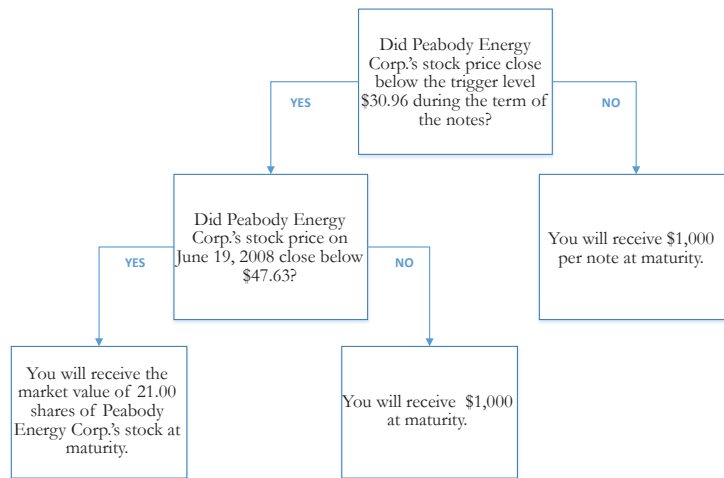 Did Peabody Energy
Corp.'s stock price close
below the trigger level
$30.96 during the term of
the notes?
YES
NO
Did Peabody Energy
Corp.'s stock price on
June 19, 2008 close below
$47.63?
You will receive $1,000
per note at maturity.
YES
NO
You will receive the
market value of 21.00
shares of Peabody
Energy Corp.'s stock at
maturity.
You will receive $1,000
at maturity.